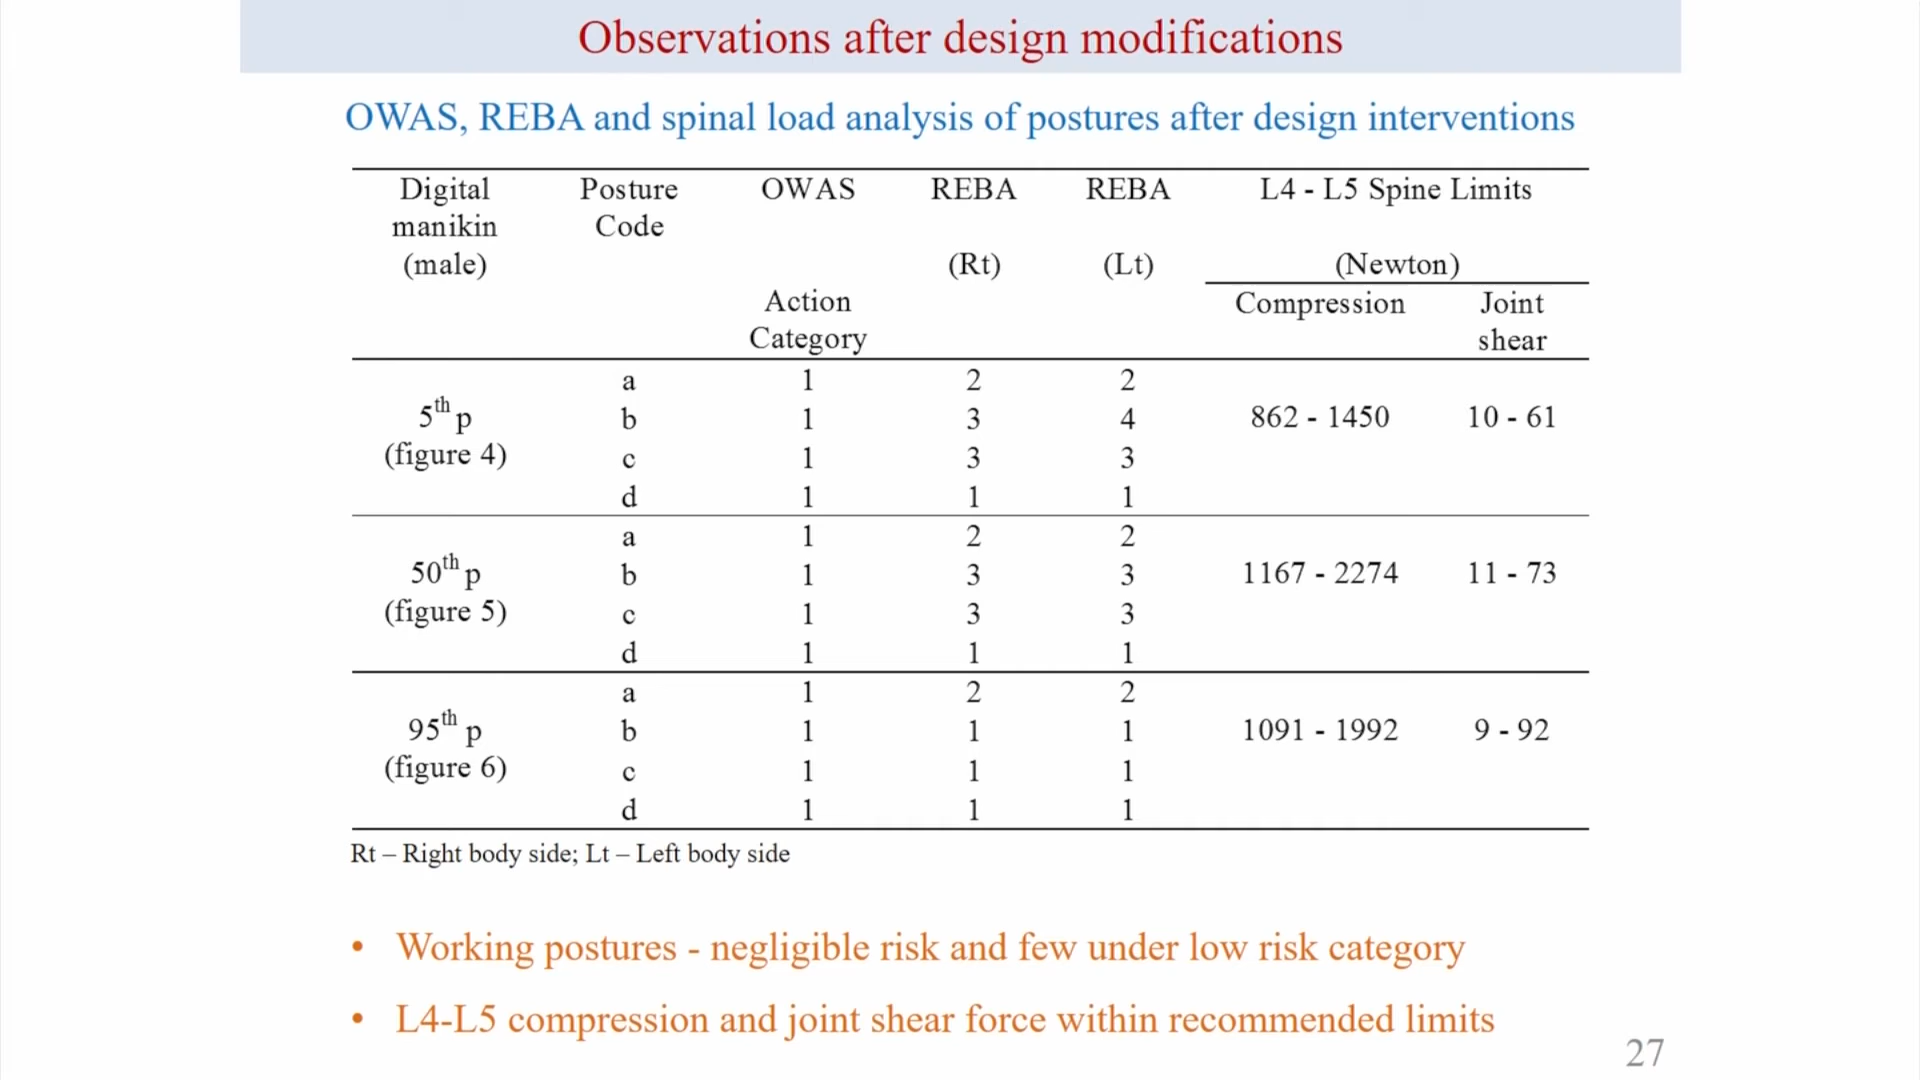 Observations after design modifications
OWAS, REBA and spinal load analysis of postures after design interventions
Digital manikin (male) Posture Code OWAS REBA REBA L4 - L5 Spine Limits
(Rt) (Lt) (Newton)
Action Category Compression Joint shear
5th p (figure 4)
a 1 2 2
b 1 3 4 862 - 1450 10 - 61
c 1 3 3
d 1 1 1
50th p (figure 5)
a 1 2 2
b 1 3 3 1167 - 2274 11 - 73
c 1 3 3
d 1 1 1
95th p (figure 6)
a 1 2 2
b 1 1 1 1091 - 1992 9 - 92
c 1 1 1
d 1 1 1
Rt – Right body side; Lt – Left body side
• Working postures - negligible risk and few under low risk category
• L4-L5 compression and joint shear force within recommended limits
27